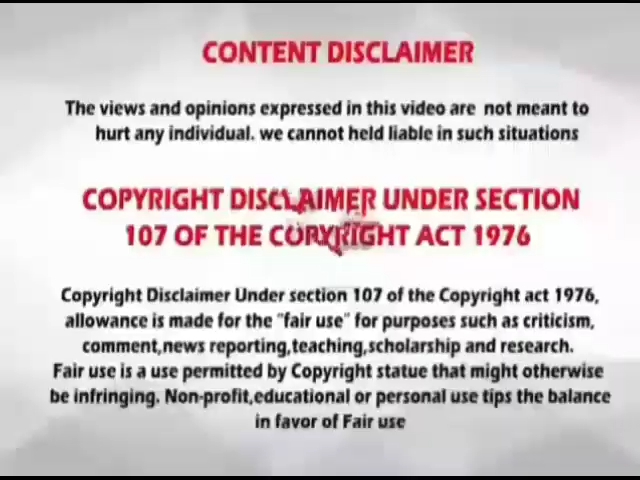 CONTENT DISCLAIMER
The views and opinions expressed in this video are not meant to
hurt any individual. we cannot held liable in such situations
COPYRIGHT DISCLAIMER UNDER SECTION
107 OF THE COPYRIGHT ACT 1976
Copyright Disclaimer Under section 107 of the Copyright act 1976,
allowance is made for the "fair use" for purposes such as criticism,
comment,news reporting,teaching,scholarship and research.
Fair use is a use permitted by Copyright statue that might otherwise
be infringing. Non-profit,educational or personal use tips the balance
in favor of Fair use